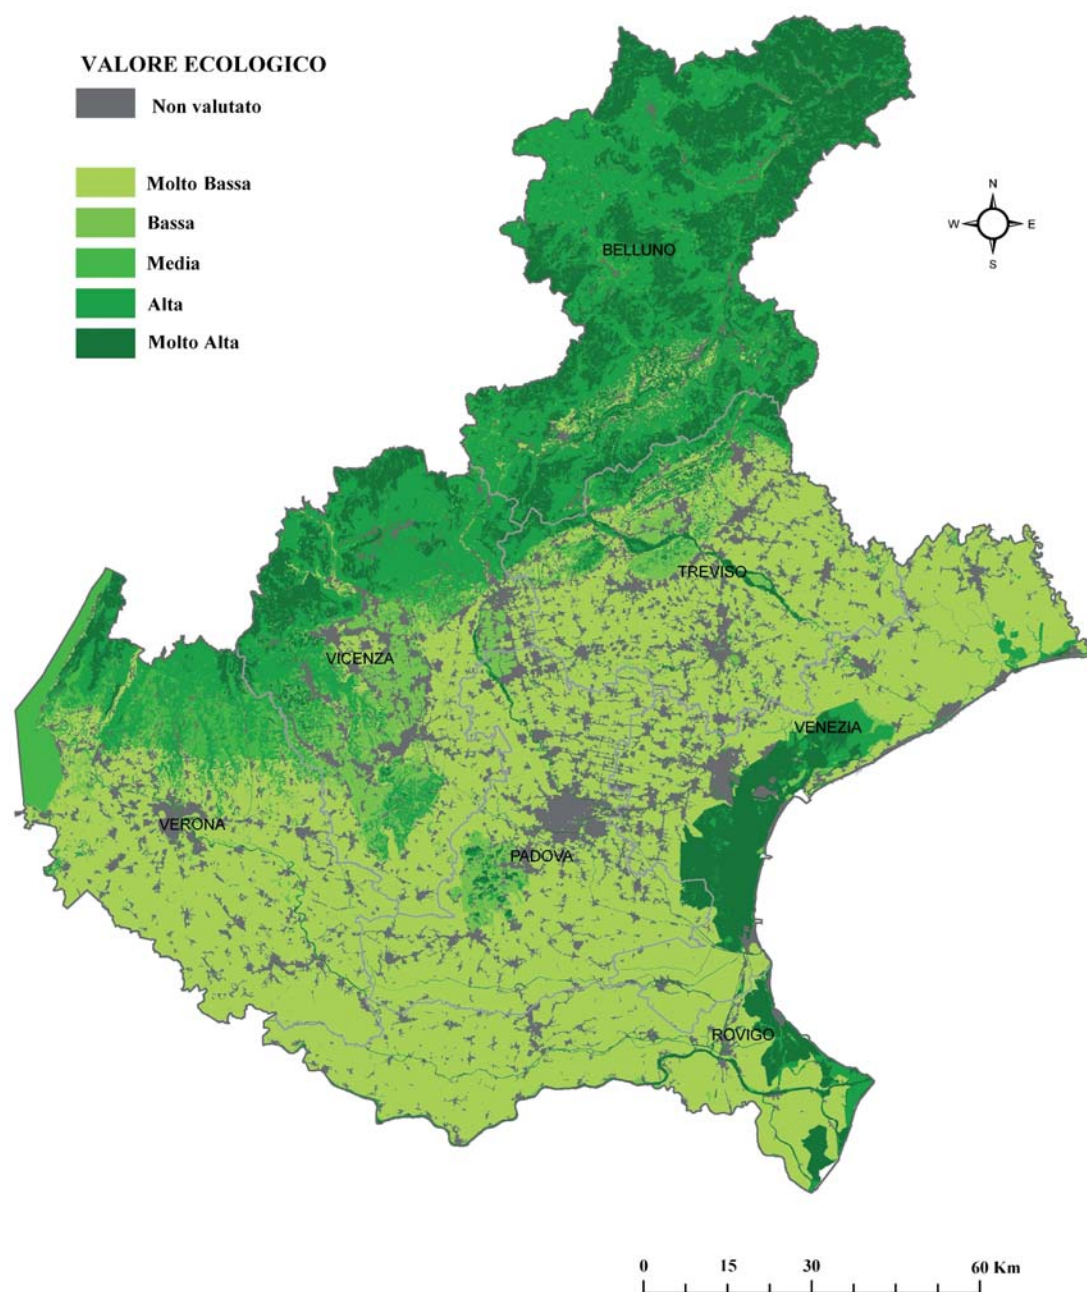 VALORE ECOLOGICO
Non valutato
Molto Bassa
Bassa
Media
Alta
Molto Alta
N
W E
S
BELLUNO
TREVISO
VICENZA
VENEZIA
VERONA
PADOVA
ROVIGO
0 15 30 60 Km